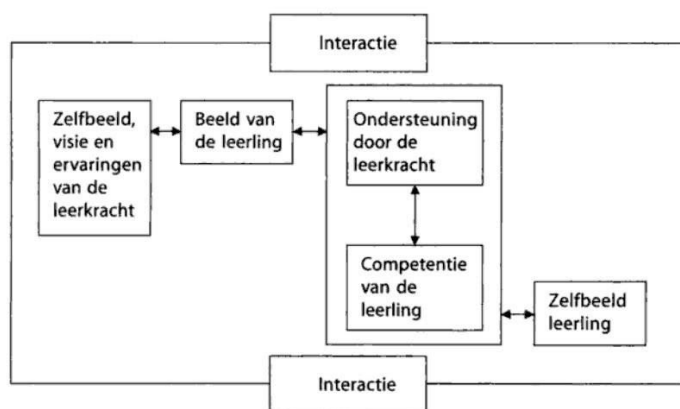 Interactie
Zelfbeeld,
visie en
ervaringen
van de
leerkracht
Beeld van
de leerling
Ondersteuning
door de
leerkracht
Competentie
van de
leerling
Zelfbeeld
leerling
Interactie